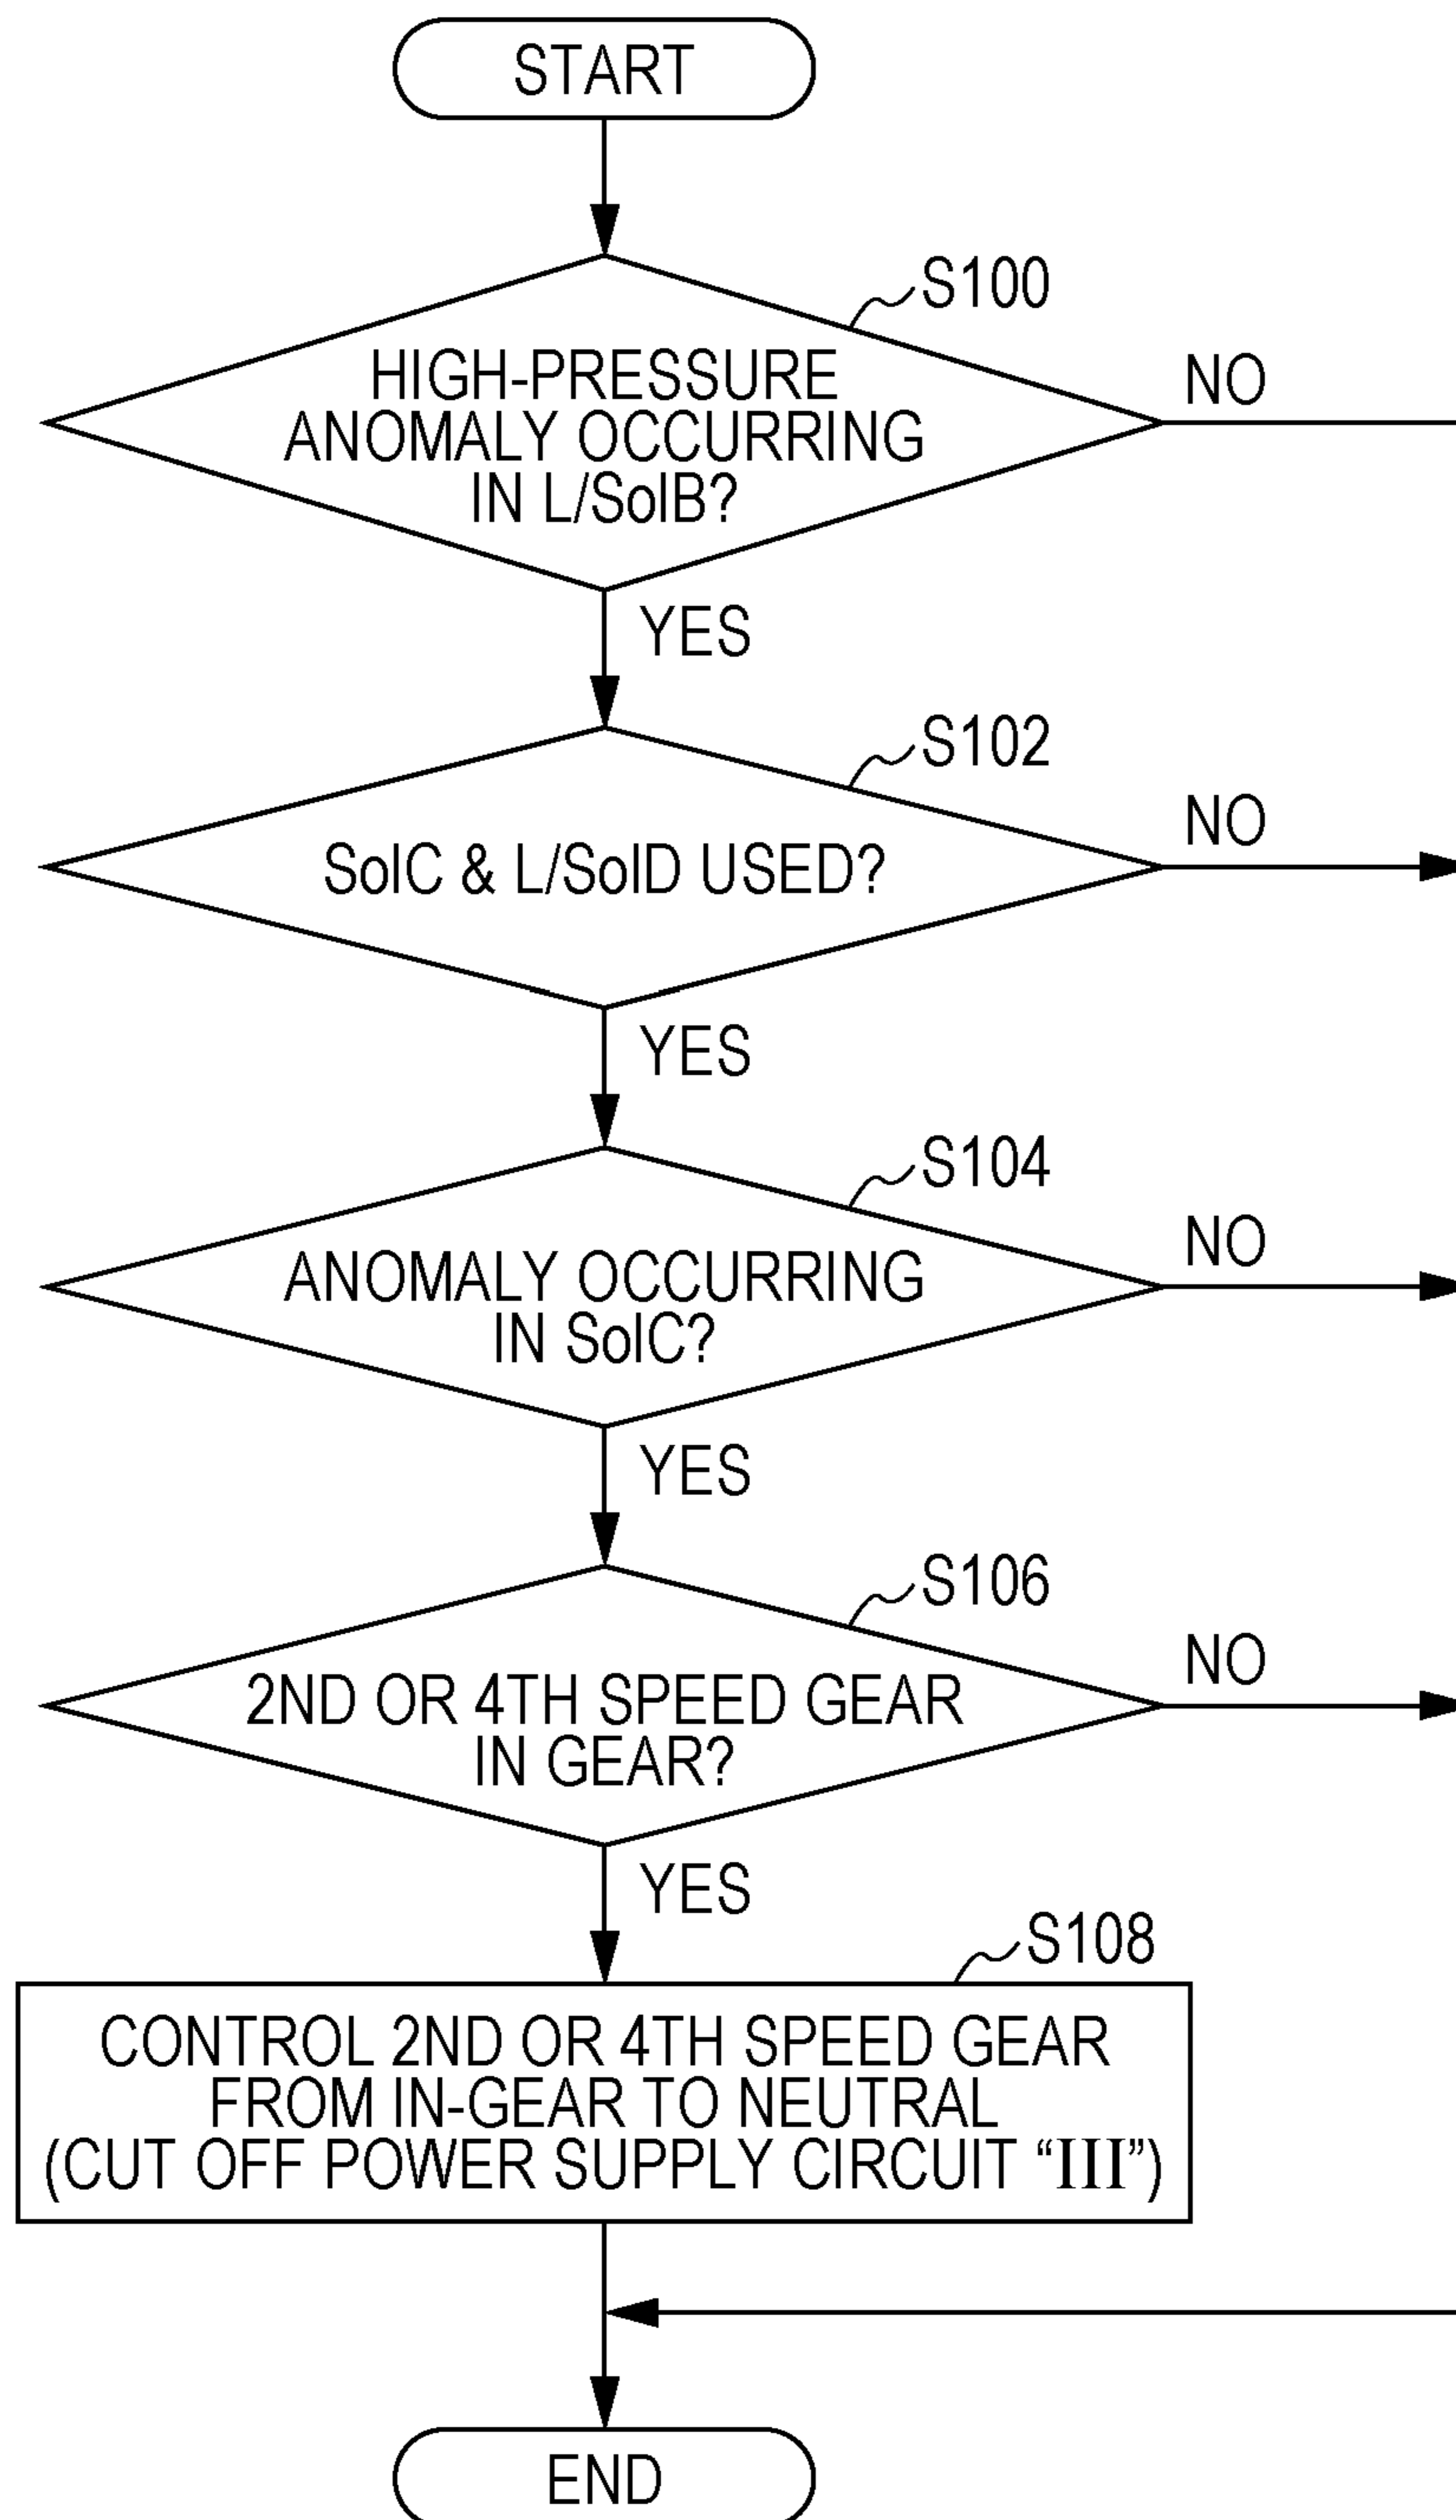 START
S100
HIGH-PRESSURE
ANOMALY OCCURRING
IN L/SolB?
NO
YES
S102
SolC & L/SolD USED?
NO
YES
S104
ANOMALY OCCURRING
IN SolC?
NO
YES
S106
2ND OR 4TH SPEED GEAR
IN GEAR?
NO
YES
S108
CONTROL 2ND OR 4TH SPEED GEAR
FROM IN-GEAR TO NEUTRAL
(CUT OFF POWER SUPPLY CIRCUIT “III”)
END